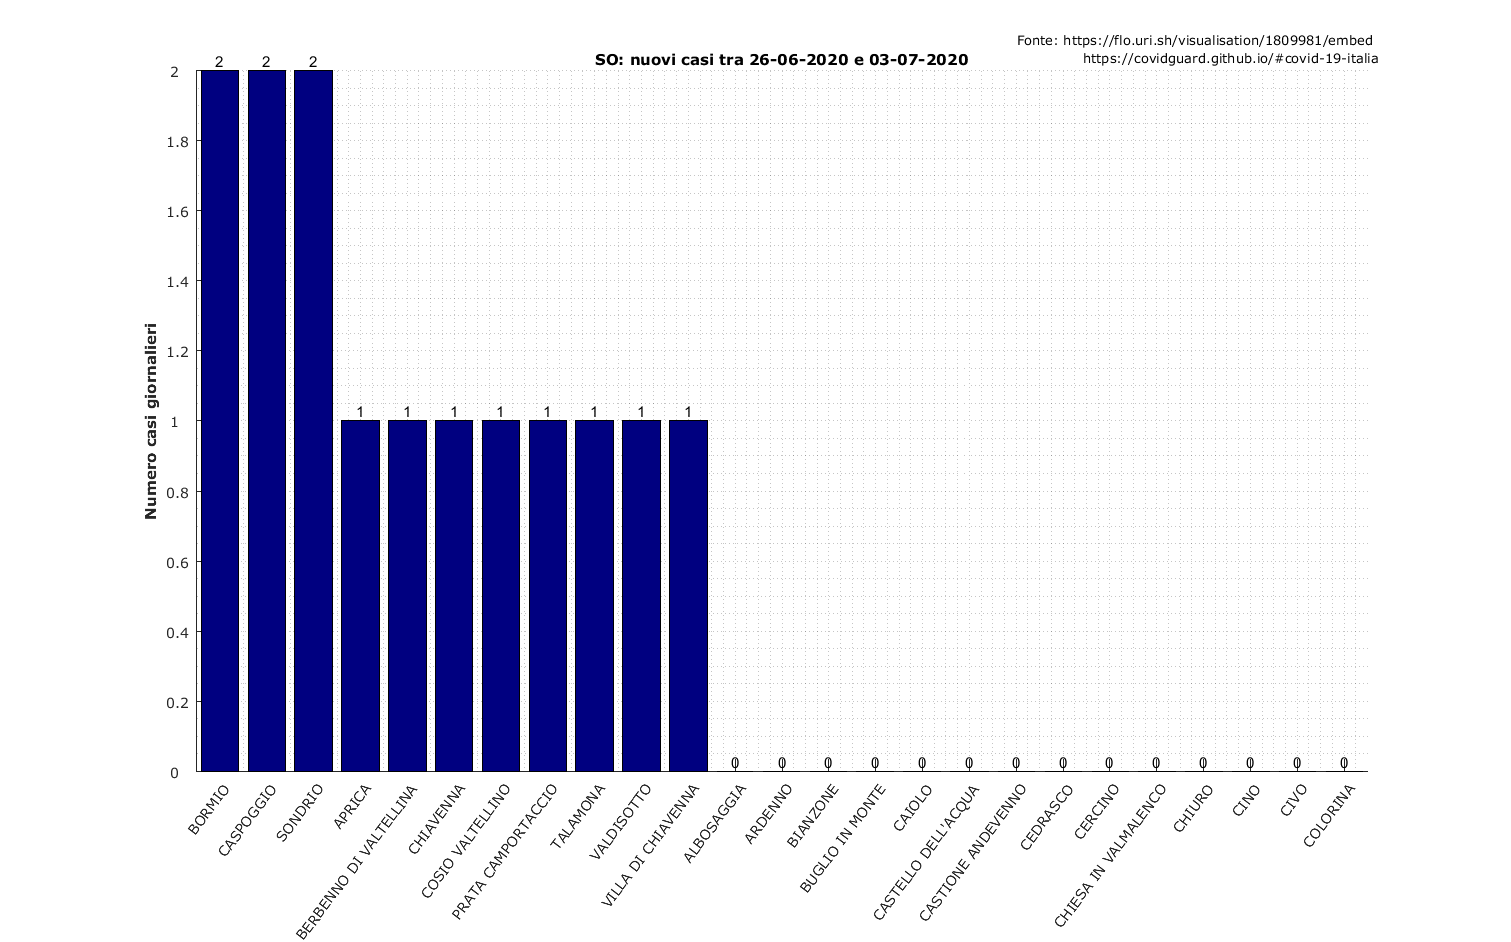 Fonte: https://flo.uri.sh/visualisation/1809981/embed
https://covidguard.github.io/#covid-19-italia
SO: nuovi casi tra 26-06-2020 e 03-07-2020
Numero casi giornalieri
2
1.8
1.6
1.4
1.2
1
0.8
0.6
0.4
0.2
0
2
2
2
1
1
1
1
1
1
1
1
0
0
0
0
0
0
0
0
0
0
0
0
0
0
BORMIO
CASPOGGIO
SONDRIO
APRICA
BERBENNO DI VALTELLINA
CHIAVENNA
COSIO VALTELLINO
PRATA CAMPORTACCIO
TALAMONA
VALDISOTTO
VILLA DI CHIAVENNA
ALBOSAGGIA
ARDENNO
BIANZONE
BUGLIO IN MONTE
CAIOLO
CASTELLO DELL'ACQUA
CASTIONE ANDEVENNO
CEDRASCO
CERCINO
CHIESA IN VALMALENCO
CHIURO
CINO
CIVO
COLORINA